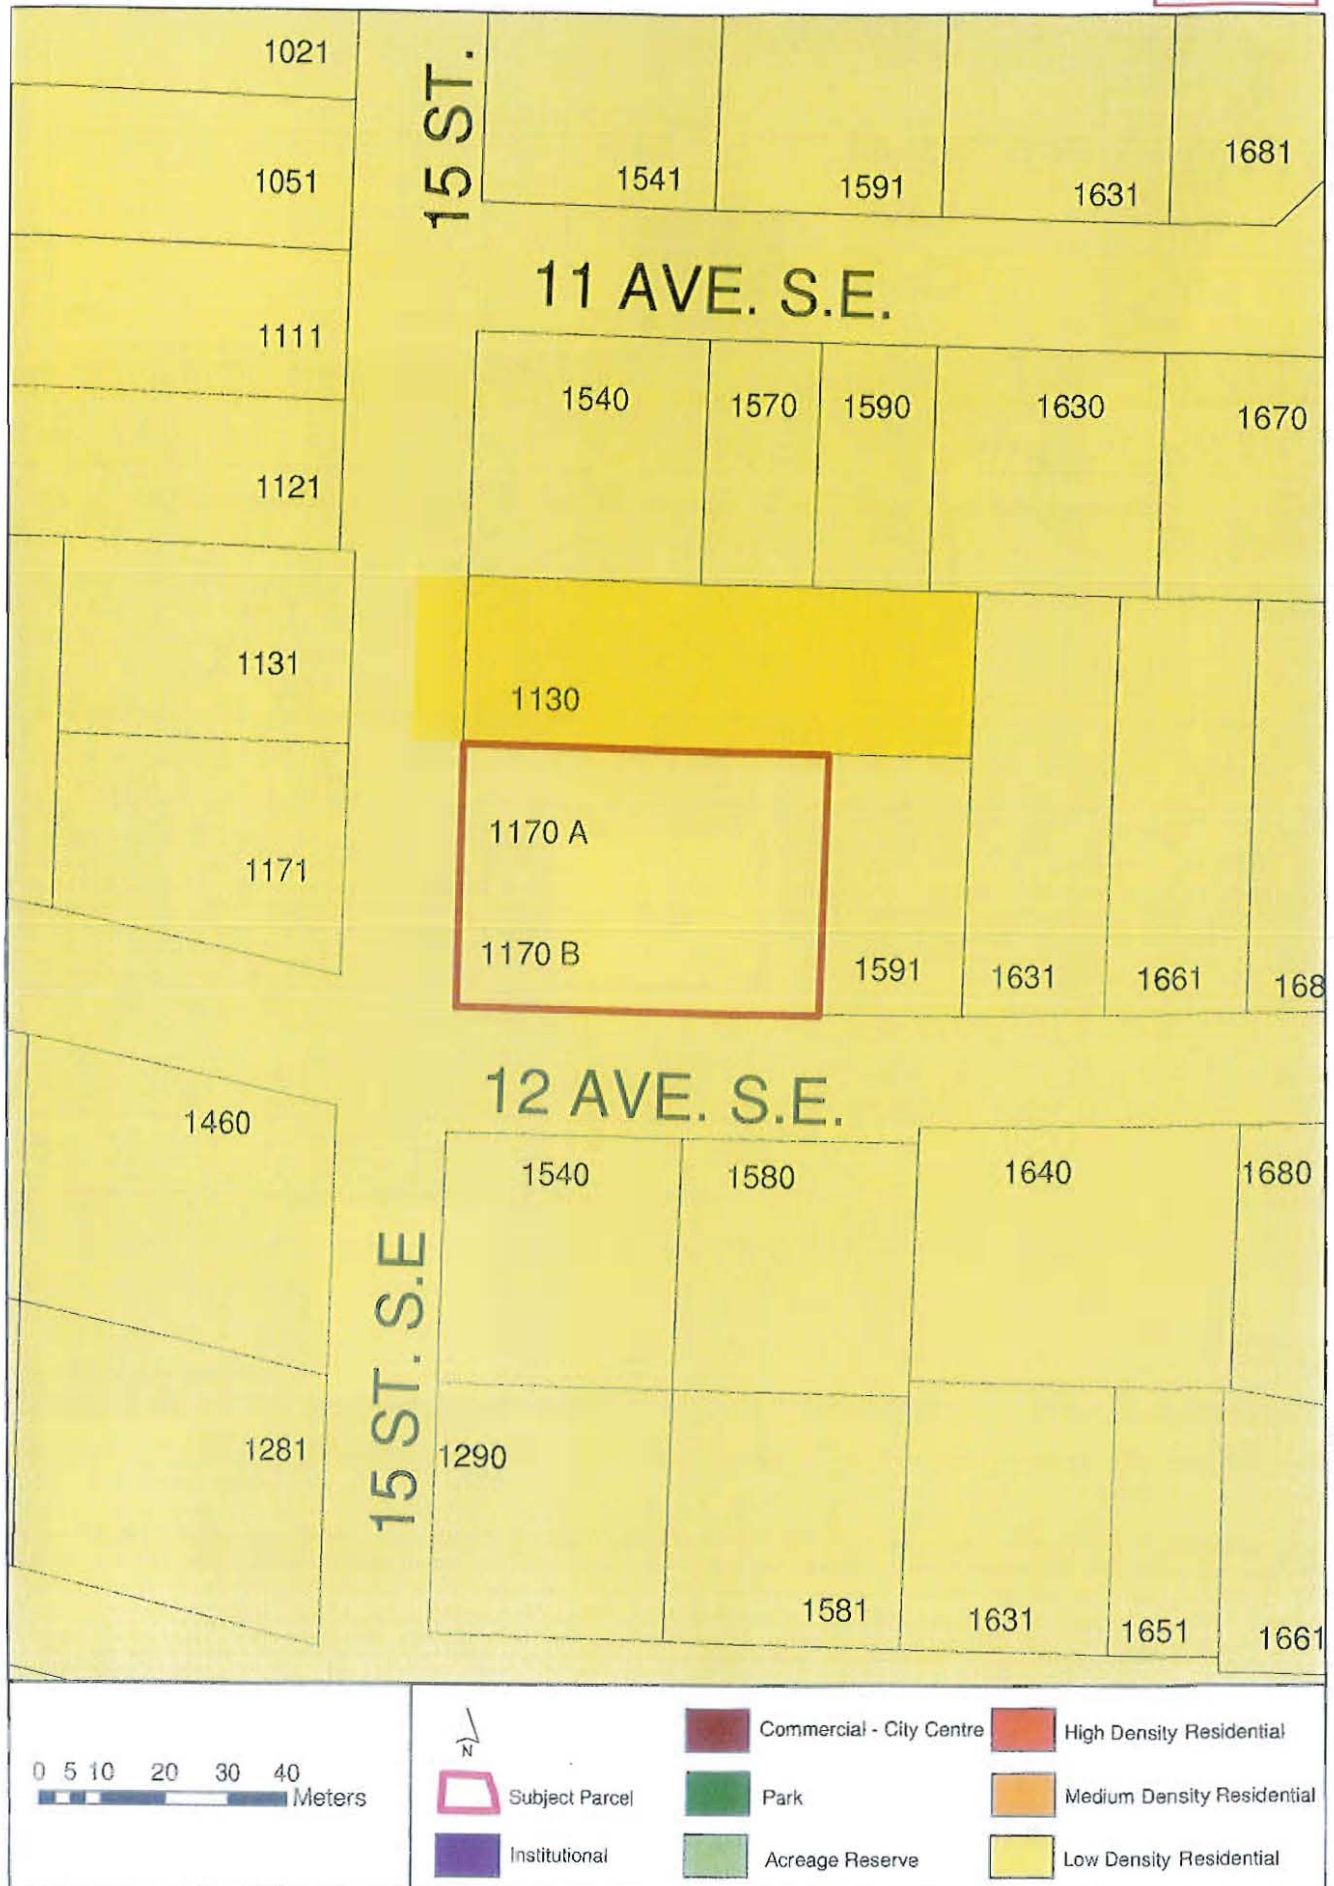 1021
15 ST.
1051
1541
1591
1631
1681
11 AVE. S.E.
1111
1540
1570
1590
1630
1670
1121
1131
1130
1170 A
1171
1170 B
1591
1631
1661
168
12 AVE. S.E.
1460
1540
1580
1640
1680
15 ST. S.E
1281
1290
1581
1631
1651
1661
0 5 10 20 30 40
Meters
N
Subject Parcel
Institutional
Commercial - City Centre
Park
Acreage Reserve
High Density Residential
Medium Density Residential
Low Density Residential